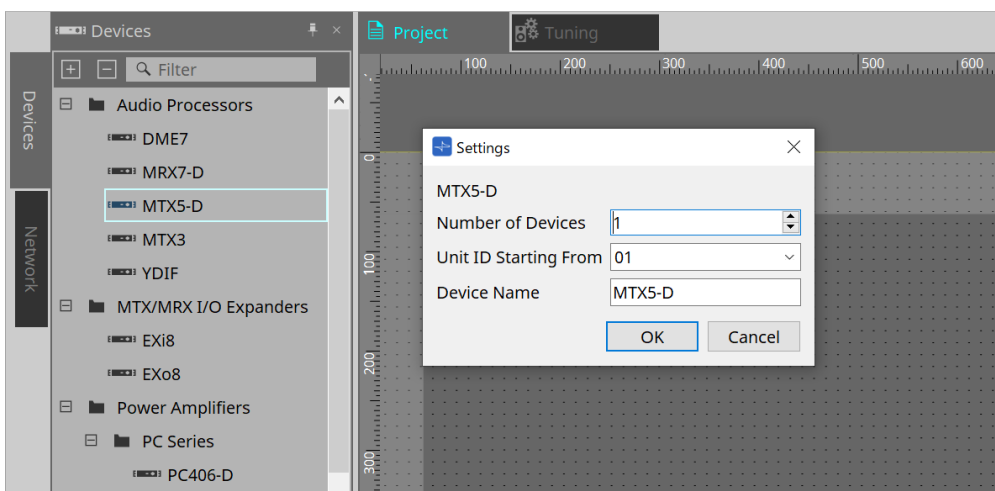 Devices
Filter
Audio Processors
DME7
MRX7-D
MTX5-D
MTX3
YDIF
MTX/MRX I/O Expanders
EXi8
EXo8
Power Amplifiers
PC Series
PC406-D
Devices
Network
Project
Tuning
100 200 300 400 500 600
0
100
200
300
Settings
MTX5-D
Number of Devices 1
Unit ID Starting From 01
Device Name MTX5-D
OK Cancel